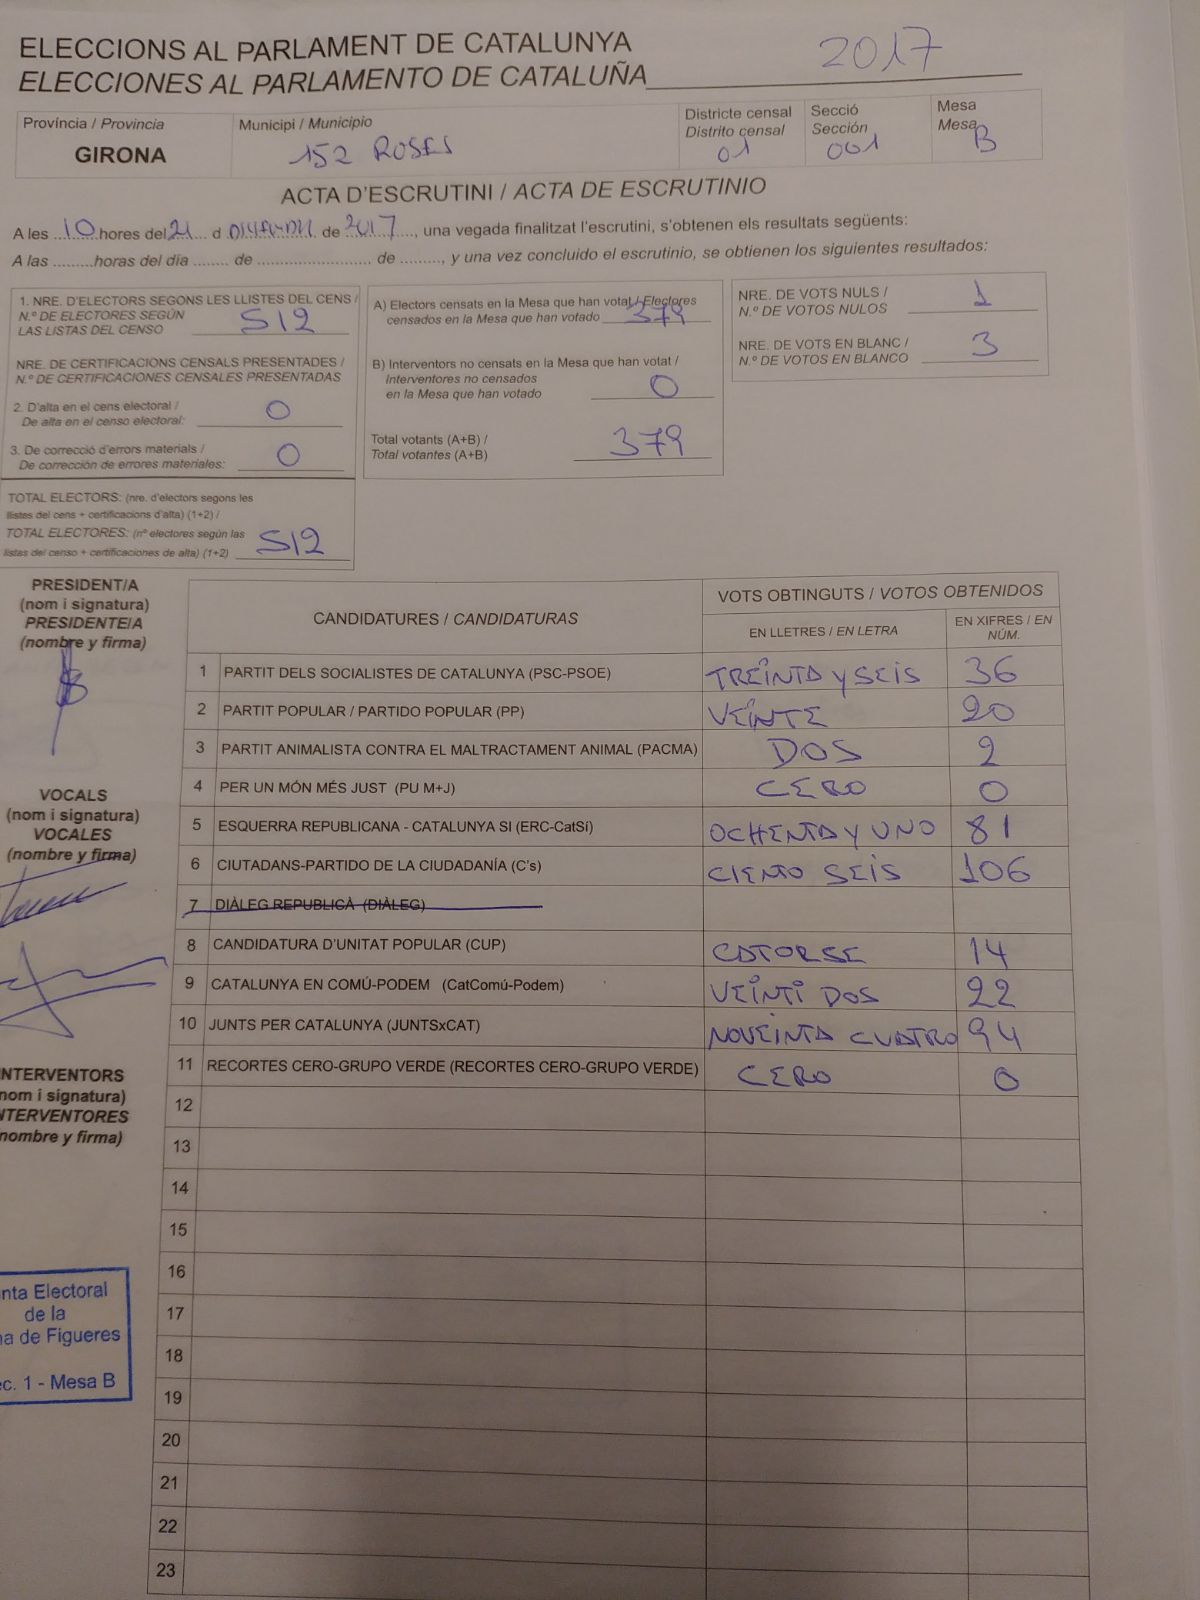 ELECCIONS AL PARLAMENT DE CATALUNYA
ELECCIONES AL PARLAMENTO DE CATALUÑA 2017
Província / Provincia
GIRONA
Municipi / Municipio
152 ROSES
Districte censal
Distrito censal
01
Secció
Sección
001
Mesa
Mesa
B
ACTA D'ESCRUTINI / ACTA DE ESCRUTINIO
A les 10 hores del 21 d de 2017, una vegada finalitzat l'escrutini, s'obtenen els resultats següents:
A las .........horas del día ........ de ........................ de ........., y una vez concluido el escrutinio, se obtienen los siguientes resultados:
1. NRE. D'ELECTORS SEGONS LES LLISTES DEL CENS /
N.º DE ELECTORES SEGÚN
LAS LISTAS DEL CENSO 512
NRE. DE CERTIFICACIONS CENSALS PRESENTADES /
N.º DE CERTIFICACIONES CENSALES PRESENTADAS
2. D'alta en el cens electoral /
De alta en el censo electoral: 0
3. De correcció d'errors materials /
De corrección de errores materiales: 0
TOTAL ELECTORS: (nre. d'electors segons les
llistes del cens + certificacions d'alta) (1+2) /
TOTAL ELECTORES: (nº electores según las
listas del censo + certificaciones de alta) (1+2) 512
A) Electors censats en la Mesa que han votat / Electores
censados en la Mesa que han votado 379
B) Interventors no censats en la Mesa que han votat /
Interventores no censados
en la Mesa que han votado 0
Total votants (A+B) /
Total votantes (A+B) 379
NRE. DE VOTS NULS /
N.º DE VOTOS NULOS 1
NRE. DE VOTS EN BLANC /
N.º DE VOTOS EN BLANCO 3
PRESIDENT/A
(nom i signatura)
PRESIDENTE/A
(nombre y firma)
VOCALS
(nom i signatura)
VOCALES
(nombre y firma)
INTERVENTORS
nom i signatura)
NTERVENTORES
nombre y firma)
nta Electoral
de la
na de Figueres
ec. 1 - Mesa B
CANDIDATURES / CANDIDATURAS
VOTS OBTINGUTS / VOTOS OBTENIDOS
EN LLETRES / EN LETRA
EN XIFRES / EN
NÚM.
1 PARTIT DELS SOCIALISTES DE CATALUNYA (PSC-PSOE) TREINTA Y SEIS 36
2 PARTIT POPULAR / PARTIDO POPULAR (PP) VEINTE 20
3 PARTIT ANIMALISTA CONTRA EL MALTRACTAMENT ANIMAL (PACMA) DOS 2
4 PER UN MÓN MÉS JUST (PU M+J) CERO 0
5 ESQUERRA REPUBLICANA - CATALUNYA SI (ERC-CatSí) OCHENTA Y UNO 81
6 CIUTADANS-PARTIDO DE LA CIUDADANÍA (C's) CIENTO SEIS 106
7 DIÀLEG REPUBLICÀ (DIÀLEG)
8 CANDIDATURA D'UNITAT POPULAR (CUP) CATORSE 14
9 CATALUNYA EN COMÚ-PODEM (CatComú-Podem) VEINTI DOS 22
10 JUNTS PER CATALUNYA (JUNTSxCAT) NOVEINTA CUATRO 94
11 RECORTES CERO-GRUPO VERDE (RECORTES CERO-GRUPO VERDE) CERO 0
12
13
14
15
16
17
18
19
20
21
22
23